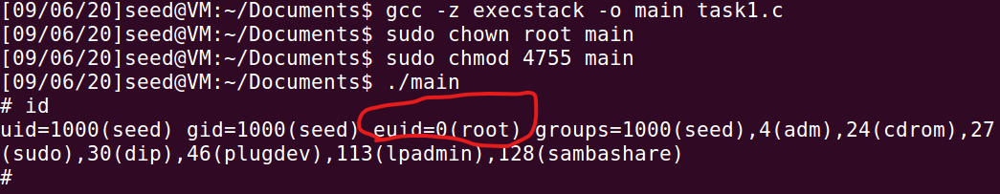 [09/06/20]seed@VM:~/Documents$ gcc -z execstack -o main task1.c
[09/06/20]seed@VM:~/Documents$ sudo chown root main
[09/06/20]seed@VM:~/Documents$ sudo chmod 4755 main
[09/06/20]seed@VM:~/Documents$ ./main
# id
uid=1000(seed) gid=1000(seed) euid=0(root) groups=1000(seed),4(adm),24(cdrom),27
(sudo),30(dip),46(plugdev),113(lpadmin),128(sambashare)
#